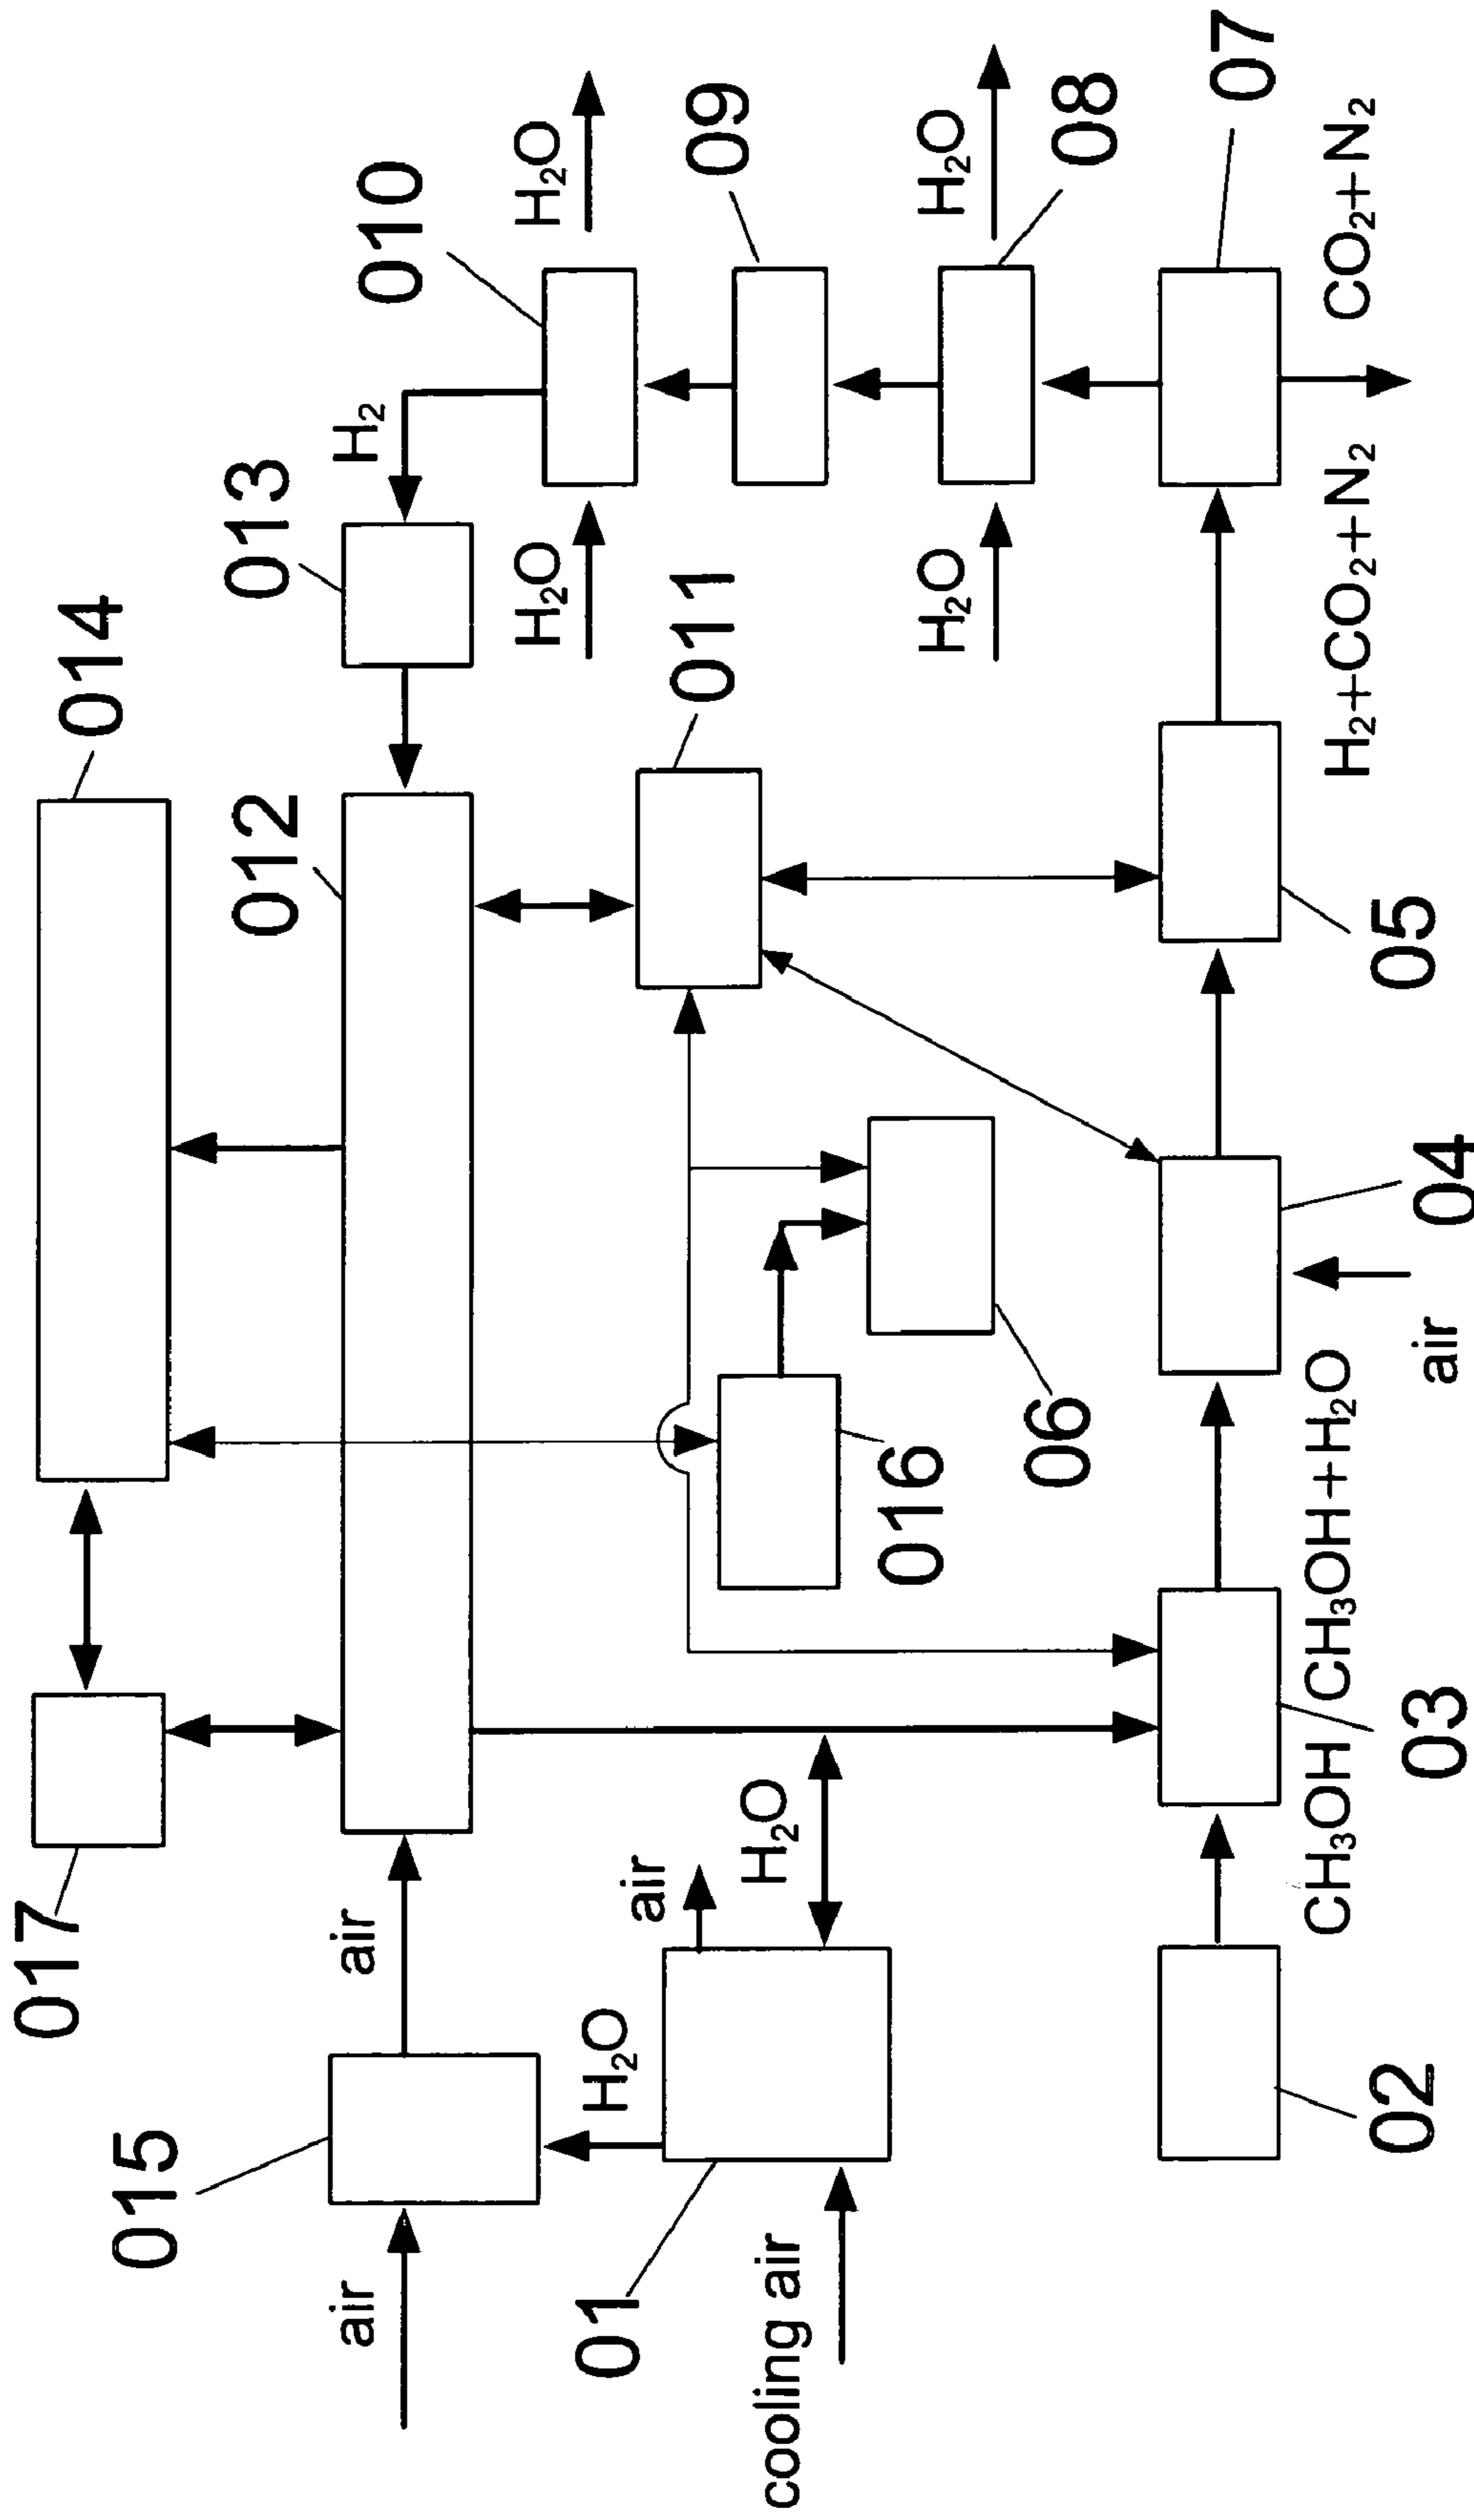 017
014
015
012
013
air
air
H₂
010
H₂O
H₂O
01
H₂O
air
011
09
cooling air
H₂O
016
H₂O
H₂O
06
08
07
CH₃OH
CH₃OH+H₂O
H₂+CO₂+N₂
CO₂+N₂
02
03
air
04
05